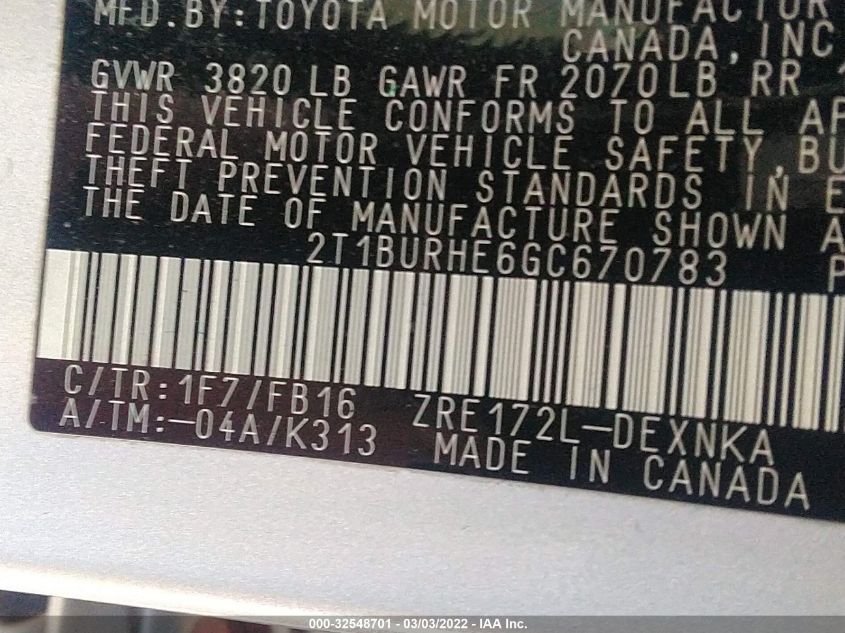 MFD.BY:TOYOTA MOTOR MANUFACTUR
CANADA,INC
GVWR 3820 LB GAWR FR 2070LB RR
THIS VEHICLE CONFORMS TO ALL AP
FEDERAL MOTOR VEHICLE SAFETY,BU
THEFT PREVENTION STANDARDS IN E
THE DATE OF MANUFACTURE SHOWN A
2T1BURHE6GC670783 P
C/TR:1F7/FB16 ZRE172L-DEXNKA
A/TM:-04A/K313 MADE IN CANADA
000-32548701 - 03/03/2022 - IAA Inc.